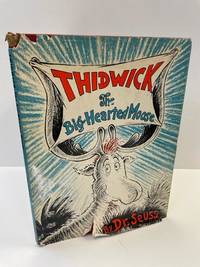 THIDWICK
The
Big-Hearted Moose
By Dr. Seuss